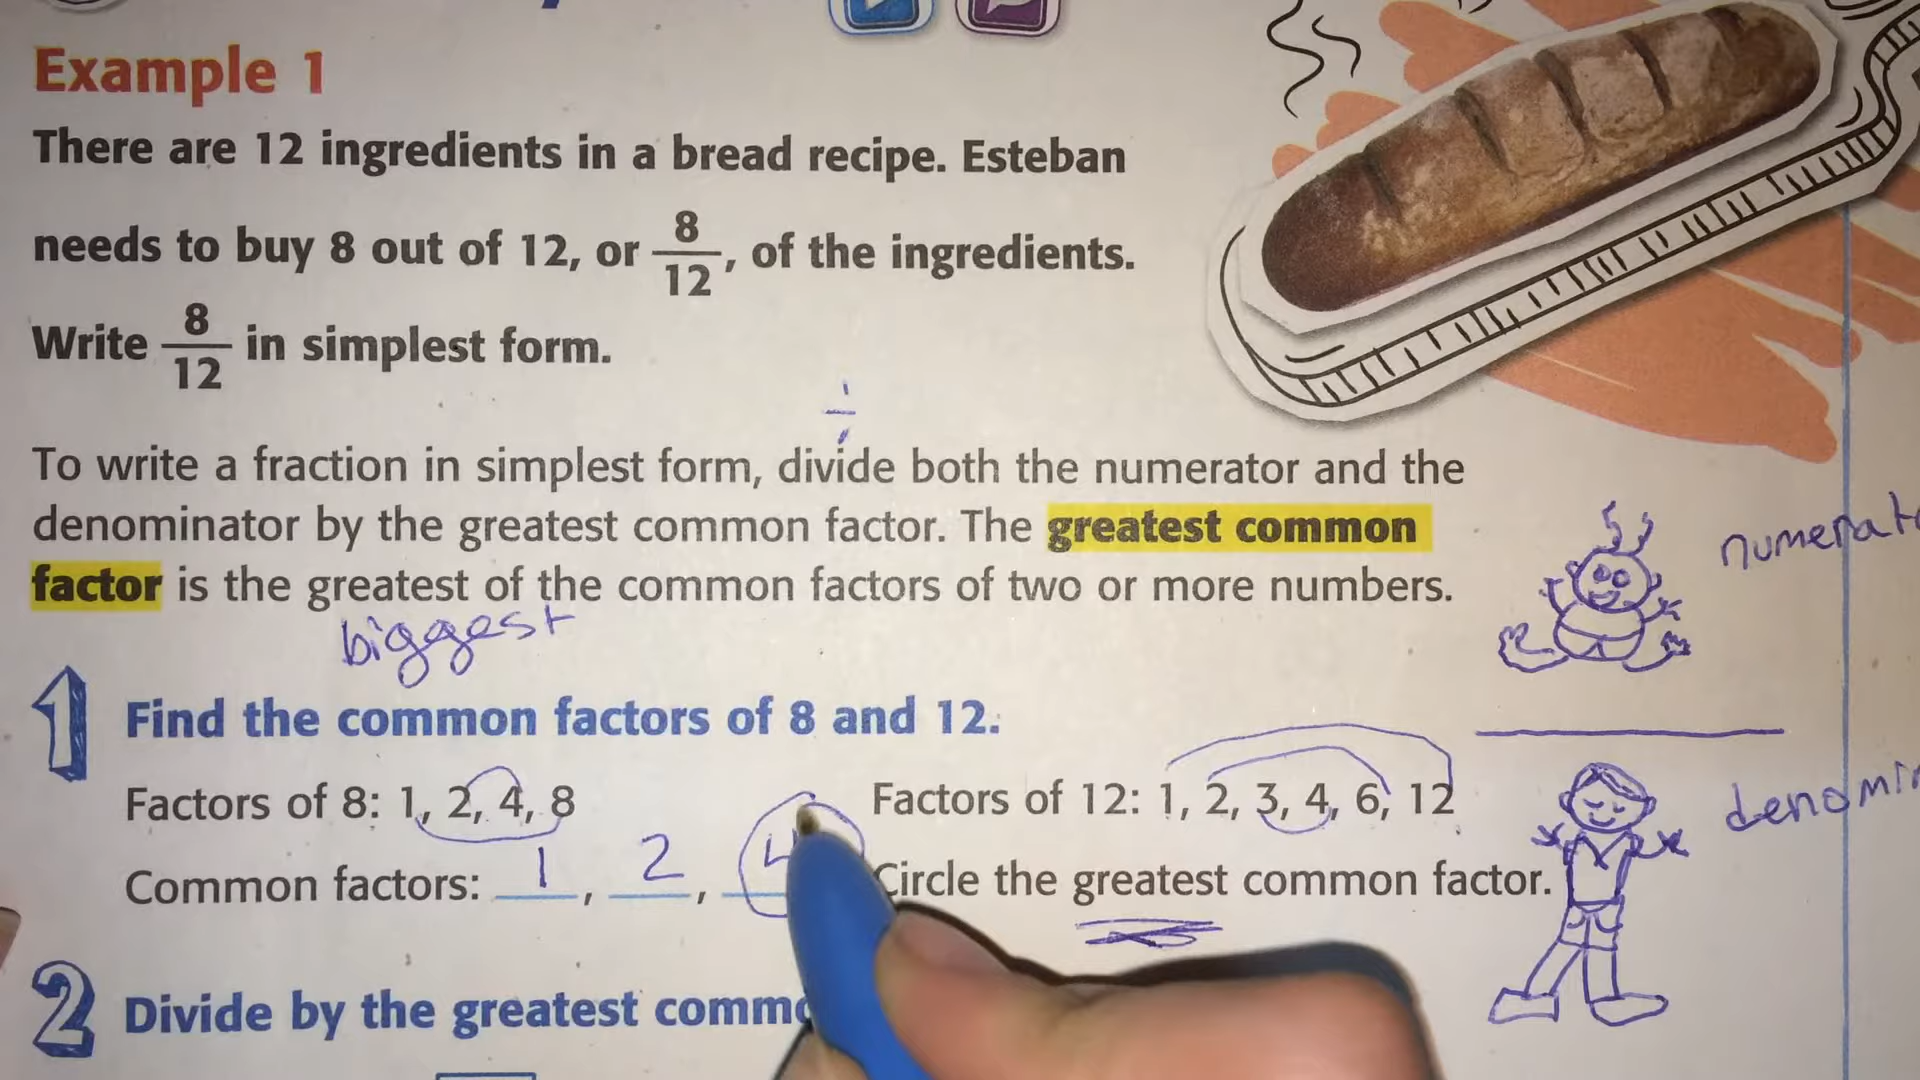 Example 1
There are 12 ingredients in a bread recipe. Esteban
needs to buy 8 out of 12, or 8/12, of the ingredients.
Write 8/12 in simplest form.
÷
To write a fraction in simplest form, divide both the numerator and the
denominator by the greatest common factor. The greatest common
factor is the greatest of the common factors of two or more numbers.
biggest
numerat
1 Find the common factors of 8 and 12.
Factors of 8: 1, 2, 4, 8
Factors of 12: 1, 2, 3, 4, 6, 12
denomin
Common factors: 1, 2, 4
Circle the greatest common factor.
2 Divide by the greatest comm